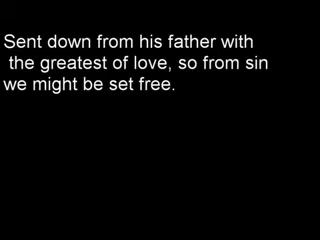 Sent down from his father with
the greatest of love, so from sin
we might be set free.